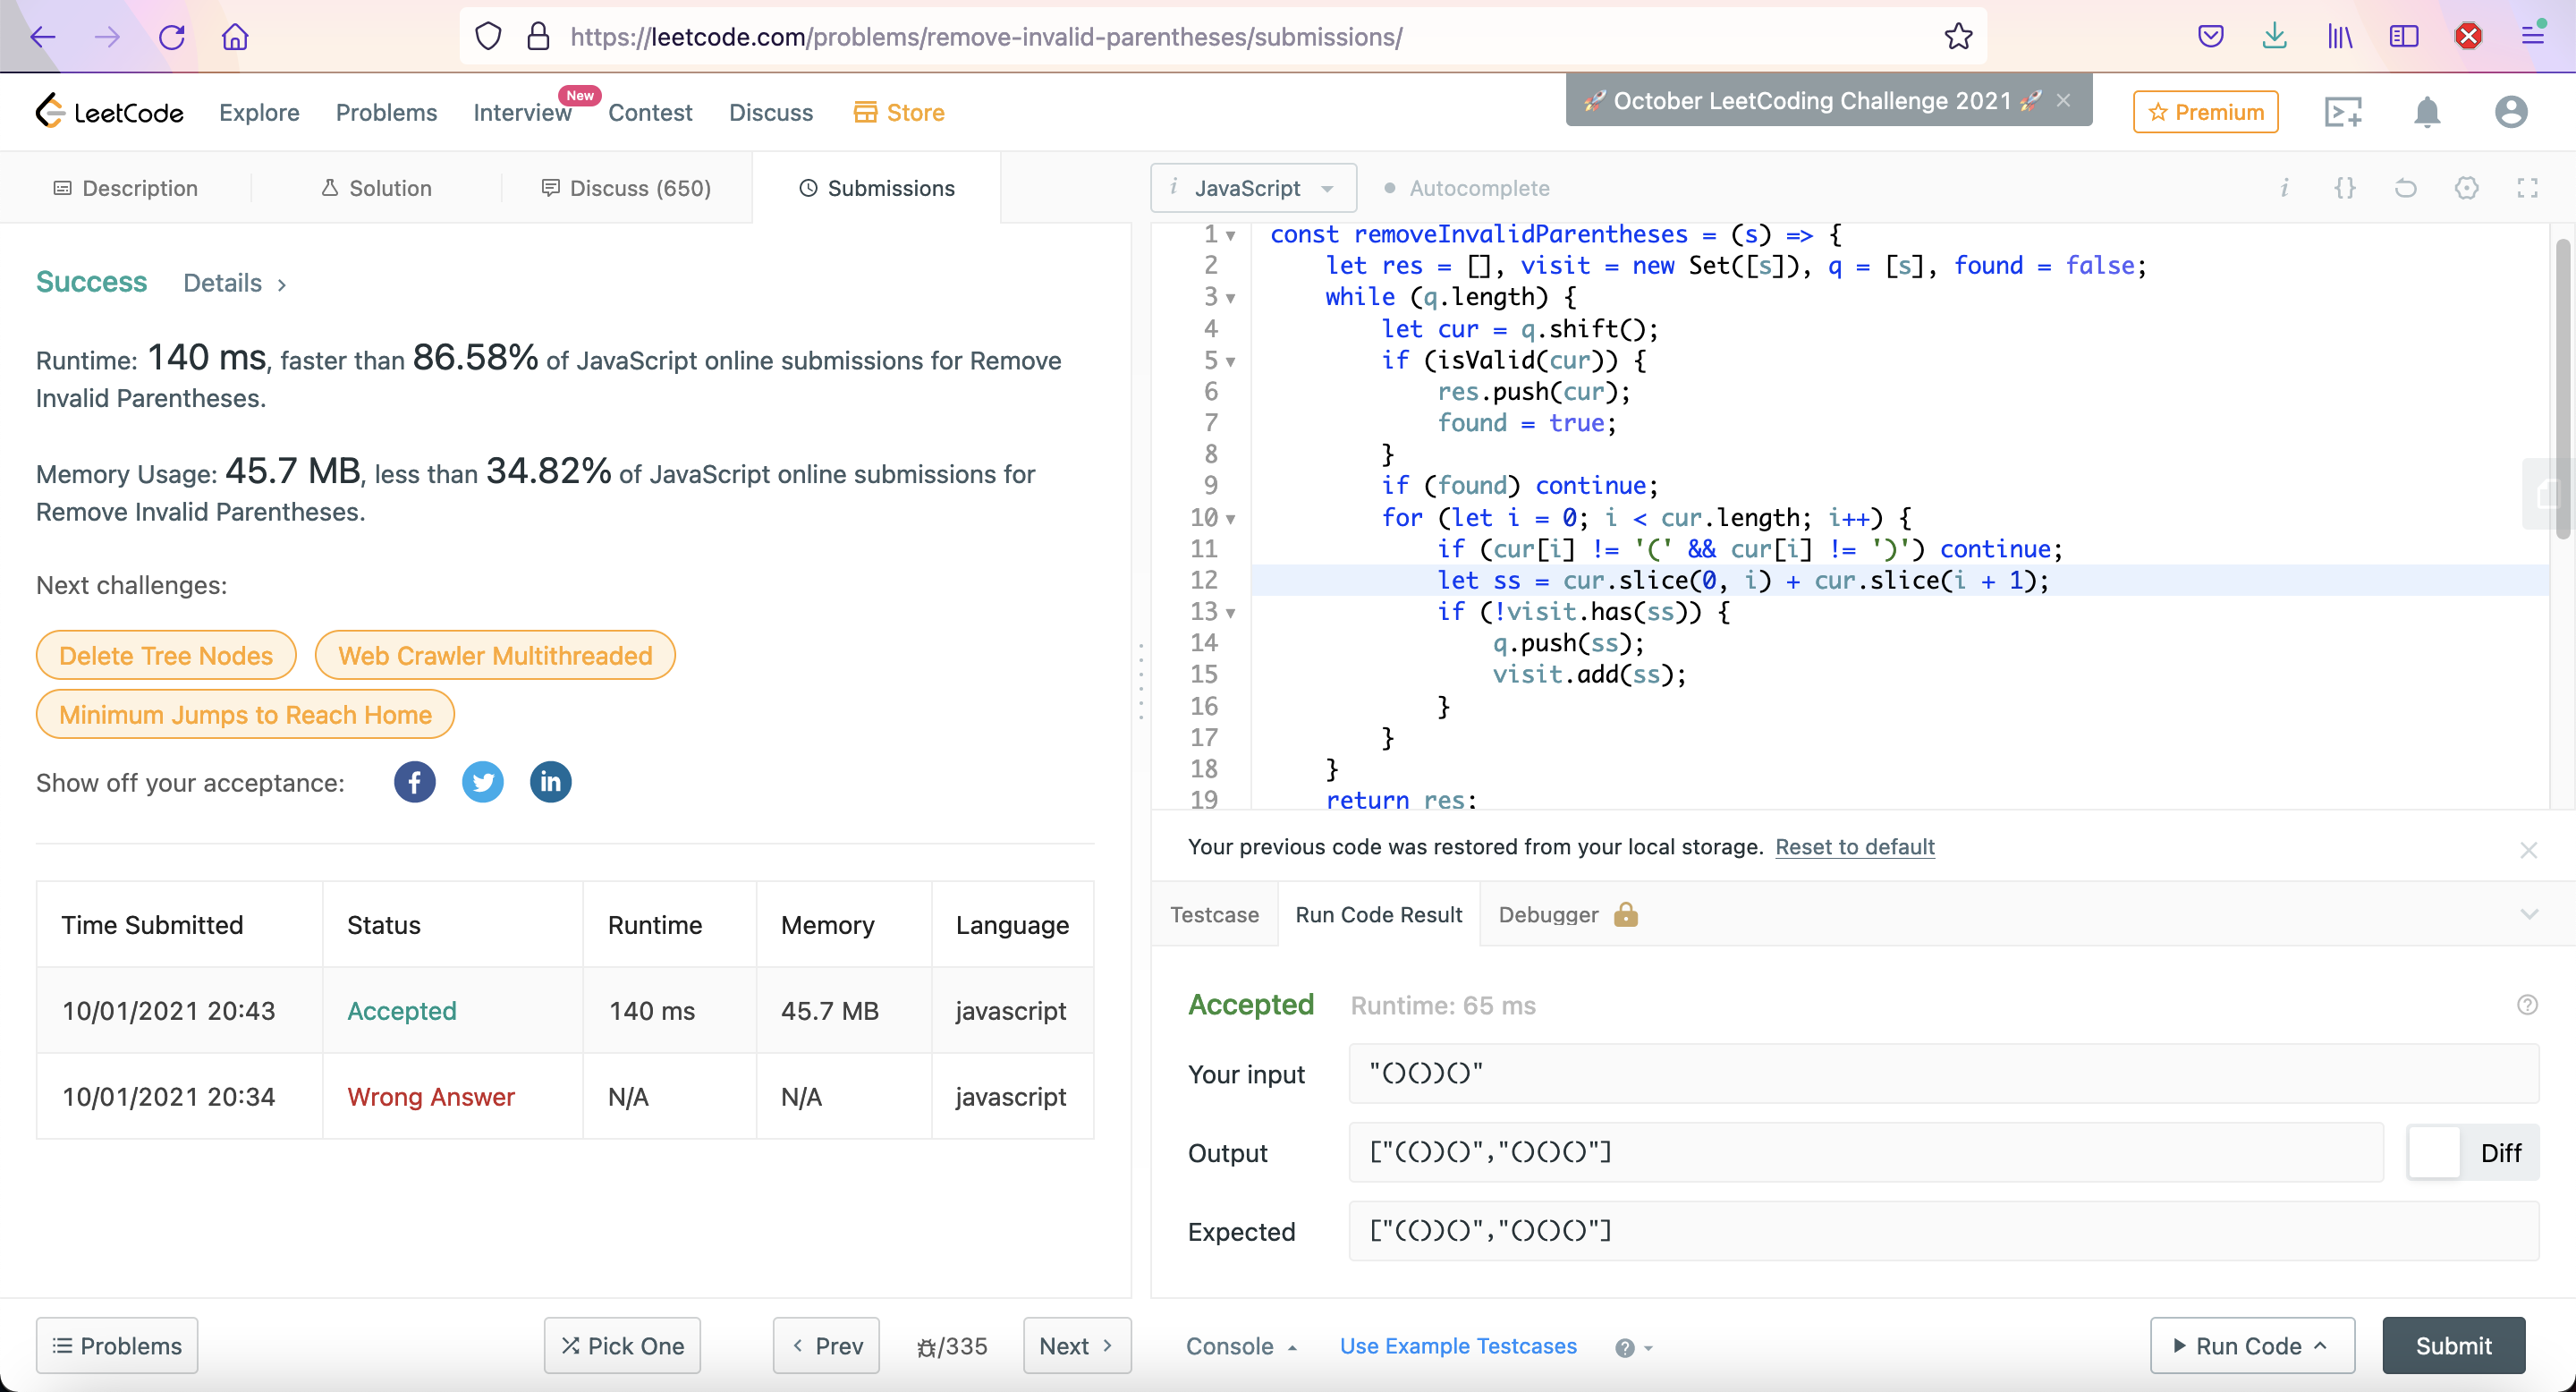 https://leetcode.com/problems/remove-invalid-parentheses/submissions/
LeetCode
Explore
Problems
Interview
New
Contest
Discuss
Store
🚀 October LeetCoding Challenge 2021 🚀 ×
Premium
Description
Solution
Discuss (650)
Submissions
Success
Details >
Runtime: 140 ms, faster than 86.58% of JavaScript online submissions for Remove
Invalid Parentheses.
Memory Usage: 45.7 MB, less than 34.82% of JavaScript online submissions for
Remove Invalid Parentheses.
Next challenges:
Delete Tree Nodes
Web Crawler Multithreaded
Minimum Jumps to Reach Home
Show off your acceptance:
f
in
Time Submitted Status Runtime Memory Language
10/01/2021 20:43 Accepted 140 ms 45.7 MB javascript
10/01/2021 20:34 Wrong Answer N/A N/A javascript
Problems
Pick One
< Prev
/335
Next >
i JavaScript
Autocomplete
i {}
1 const removeInvalidParentheses = (s) => {
2 let res = [], visit = new Set([s]), q = [s], found = false;
3 while (q.length) {
4 let cur = q.shift();
5 if (isValid(cur)) {
6 res.push(cur);
7 found = true;
8 }
9 if (found) continue;
10 for (let i = 0; i < cur.length; i++) {
11 if (cur[i] != '(' && cur[i] != ')') continue;
12 let ss = cur.slice(0, i) + cur.slice(i + 1);
13 if (!visit.has(ss)) {
14 q.push(ss);
15 visit.add(ss);
16 }
17 }
18 }
19 return res;
Your previous code was restored from your local storage. Reset to default
Testcase
Run Code Result
Debugger
Accepted Runtime: 65 ms
Your input "()())()"
Output ["(())()","()()()"]
Diff
Expected ["(())()","()()()"]
Console
Use Example Testcases
?
Run Code
Submit